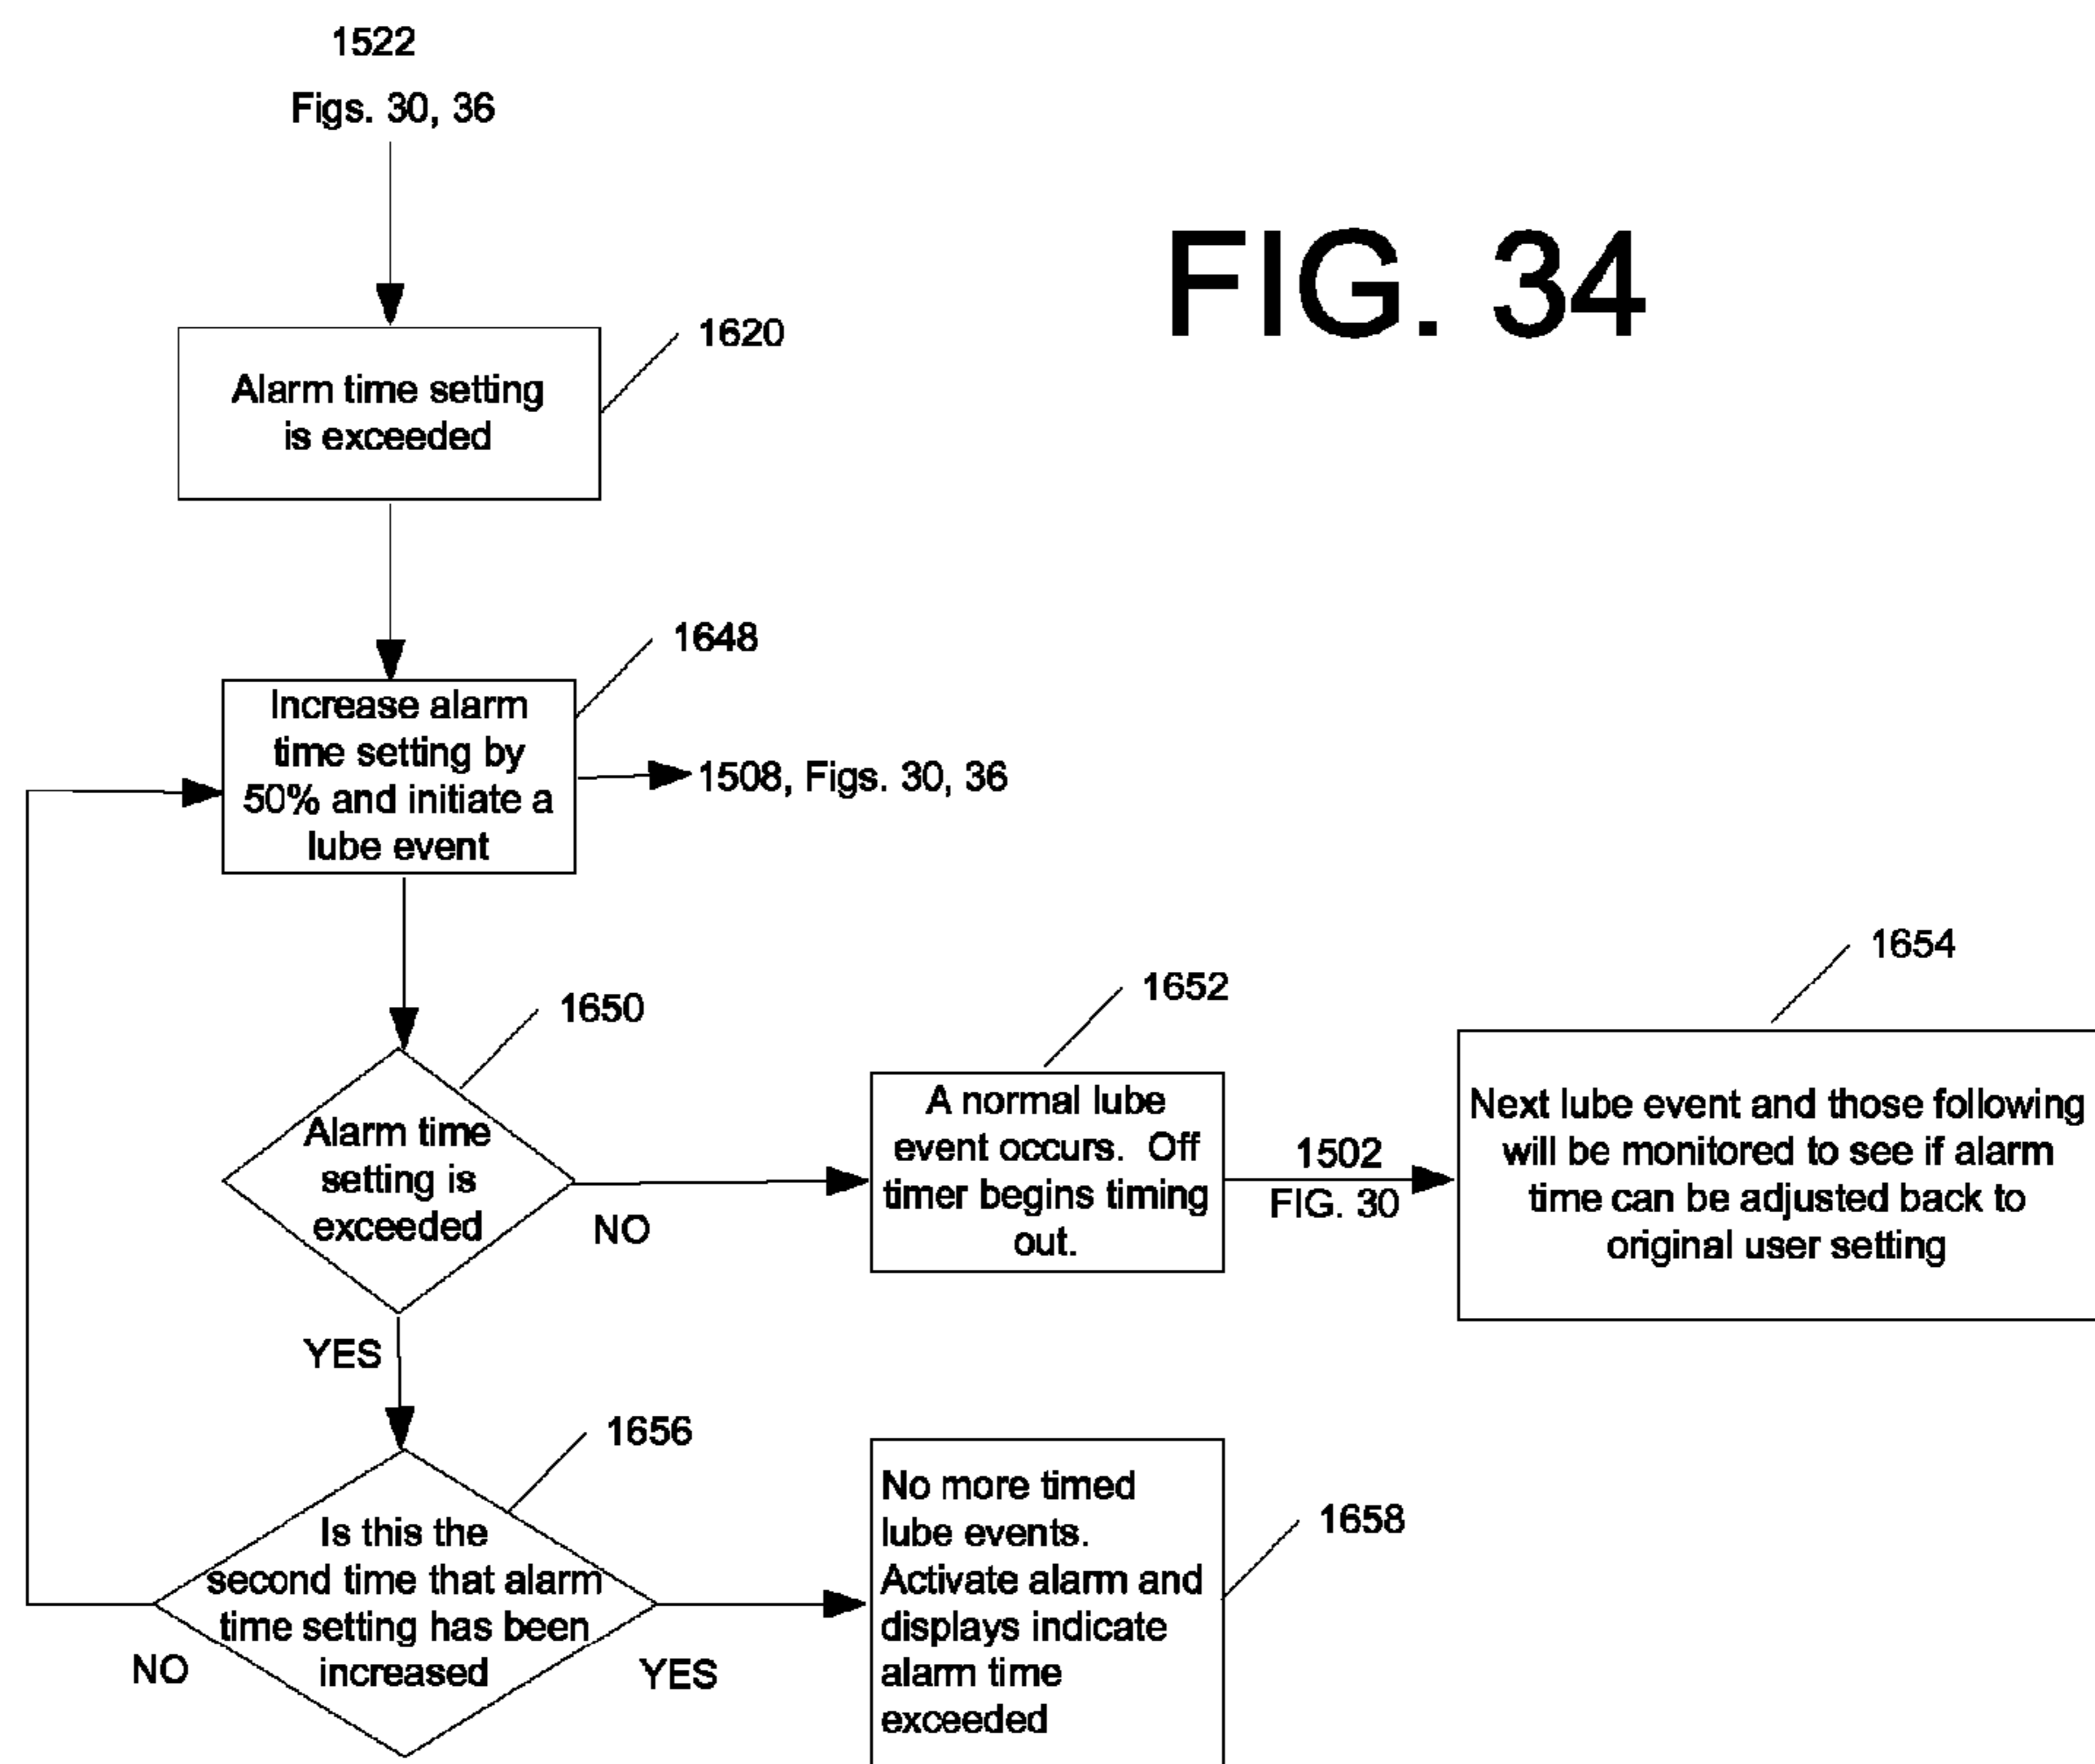 1522
Figs. 30, 36
FIG. 34
1620
Alarm time setting
is exceeded
1648
Increase alarm
time setting by
50% and initiate a
lube event
1508, Figs. 30, 36
1650
Alarm time
setting is
exceeded
NO
YES
1652
A normal lube
event occurs. Off
timer begins timing
out.
1502
FIG. 30
1654
Next lube event and those following
will be monitored to see if alarm
time can be adjusted back to
original user setting
1656
Is this the
second time that alarm
time setting has been
increased
NO
YES
1658
No more timed
lube events.
Activate alarm and
displays indicate
alarm time
exceeded